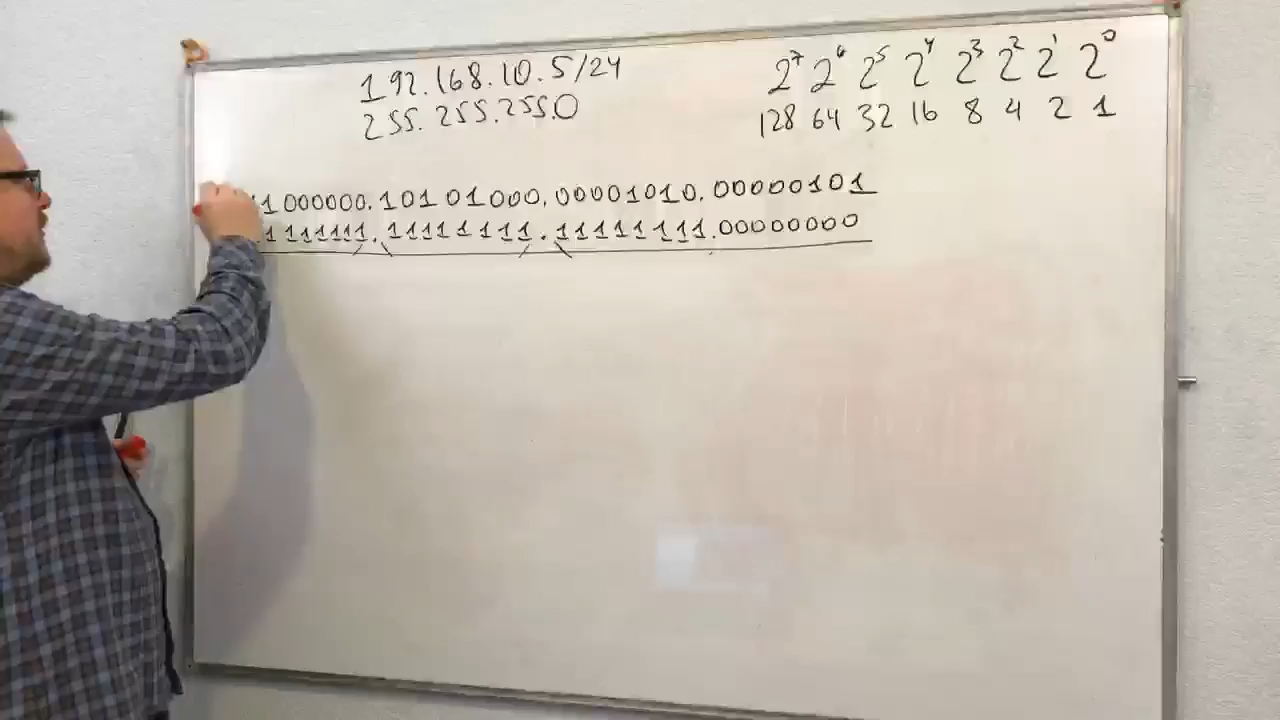 192.168.10.5/24
255.255.255.0
2⁷ 2⁶ 2⁵ 2⁴ 2³ 2² 2¹ 2⁰
128 64 32 16 8 4 2 1
11000000.10101000.00001010.00000101
1111111.11111111.11111111.00000000